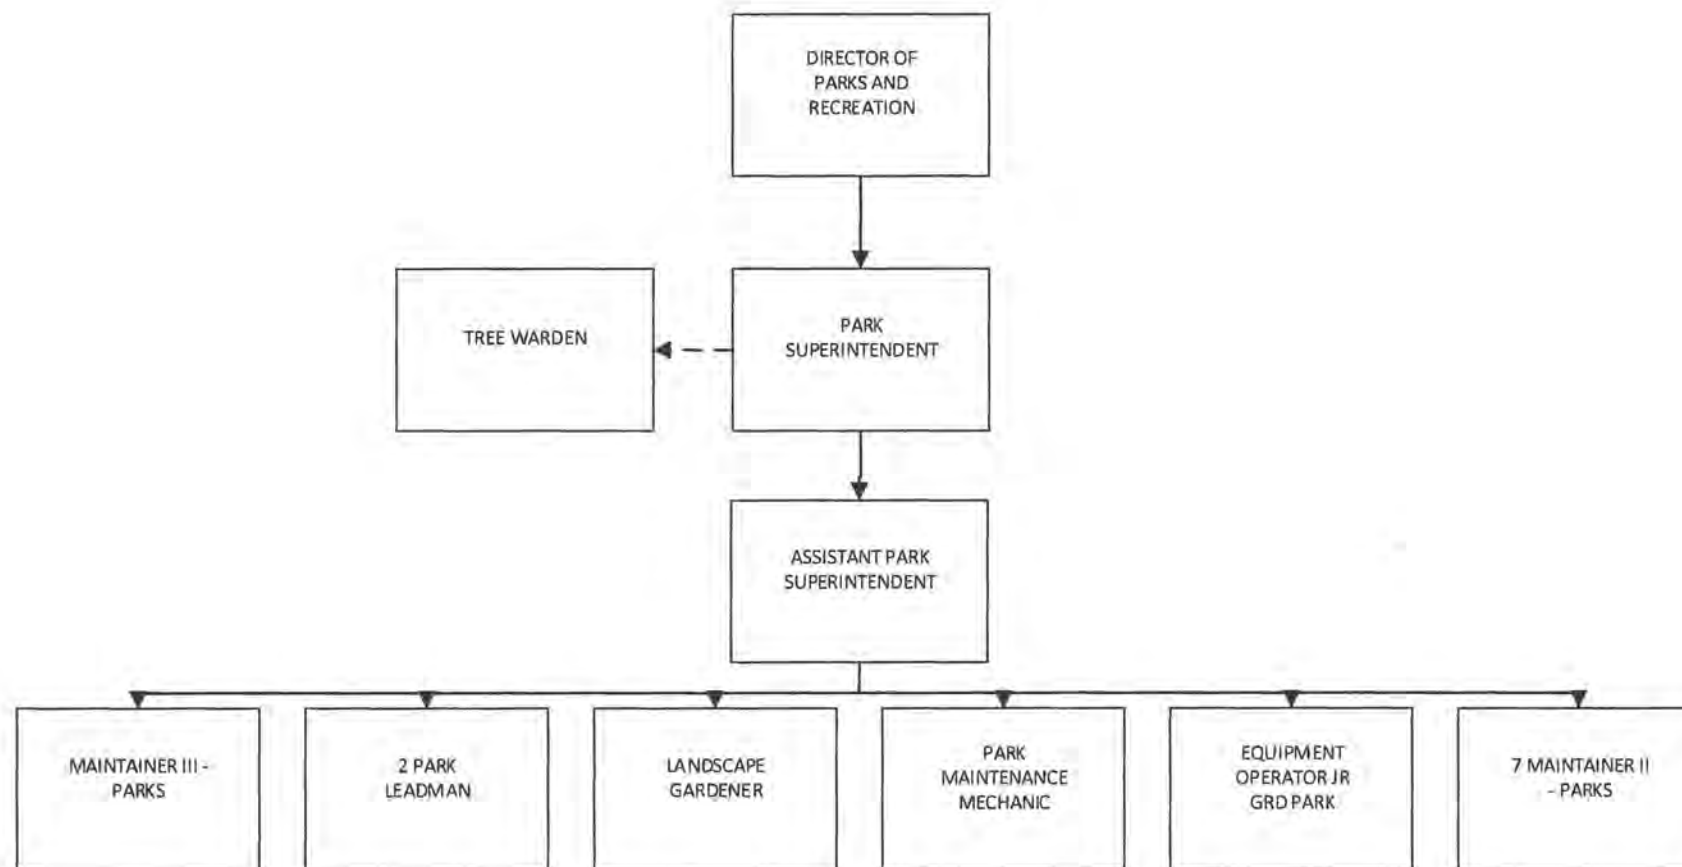 DIRECTOR OF
PARKS AND
RECREATION
TREE WARDEN
PARK
SUPERINTENDENT
ASSISTANT PARK
SUPERINTENDENT
MAINTAINER III -
PARKS
2 PARK
LEADMAN
LANDSCAPE
GARDENER
PARK
MAINTENANCE
MECHANIC
EQUIPMENT
OPERATOR JR
GRD PARK
7 MAINTAINER II
- PARKS